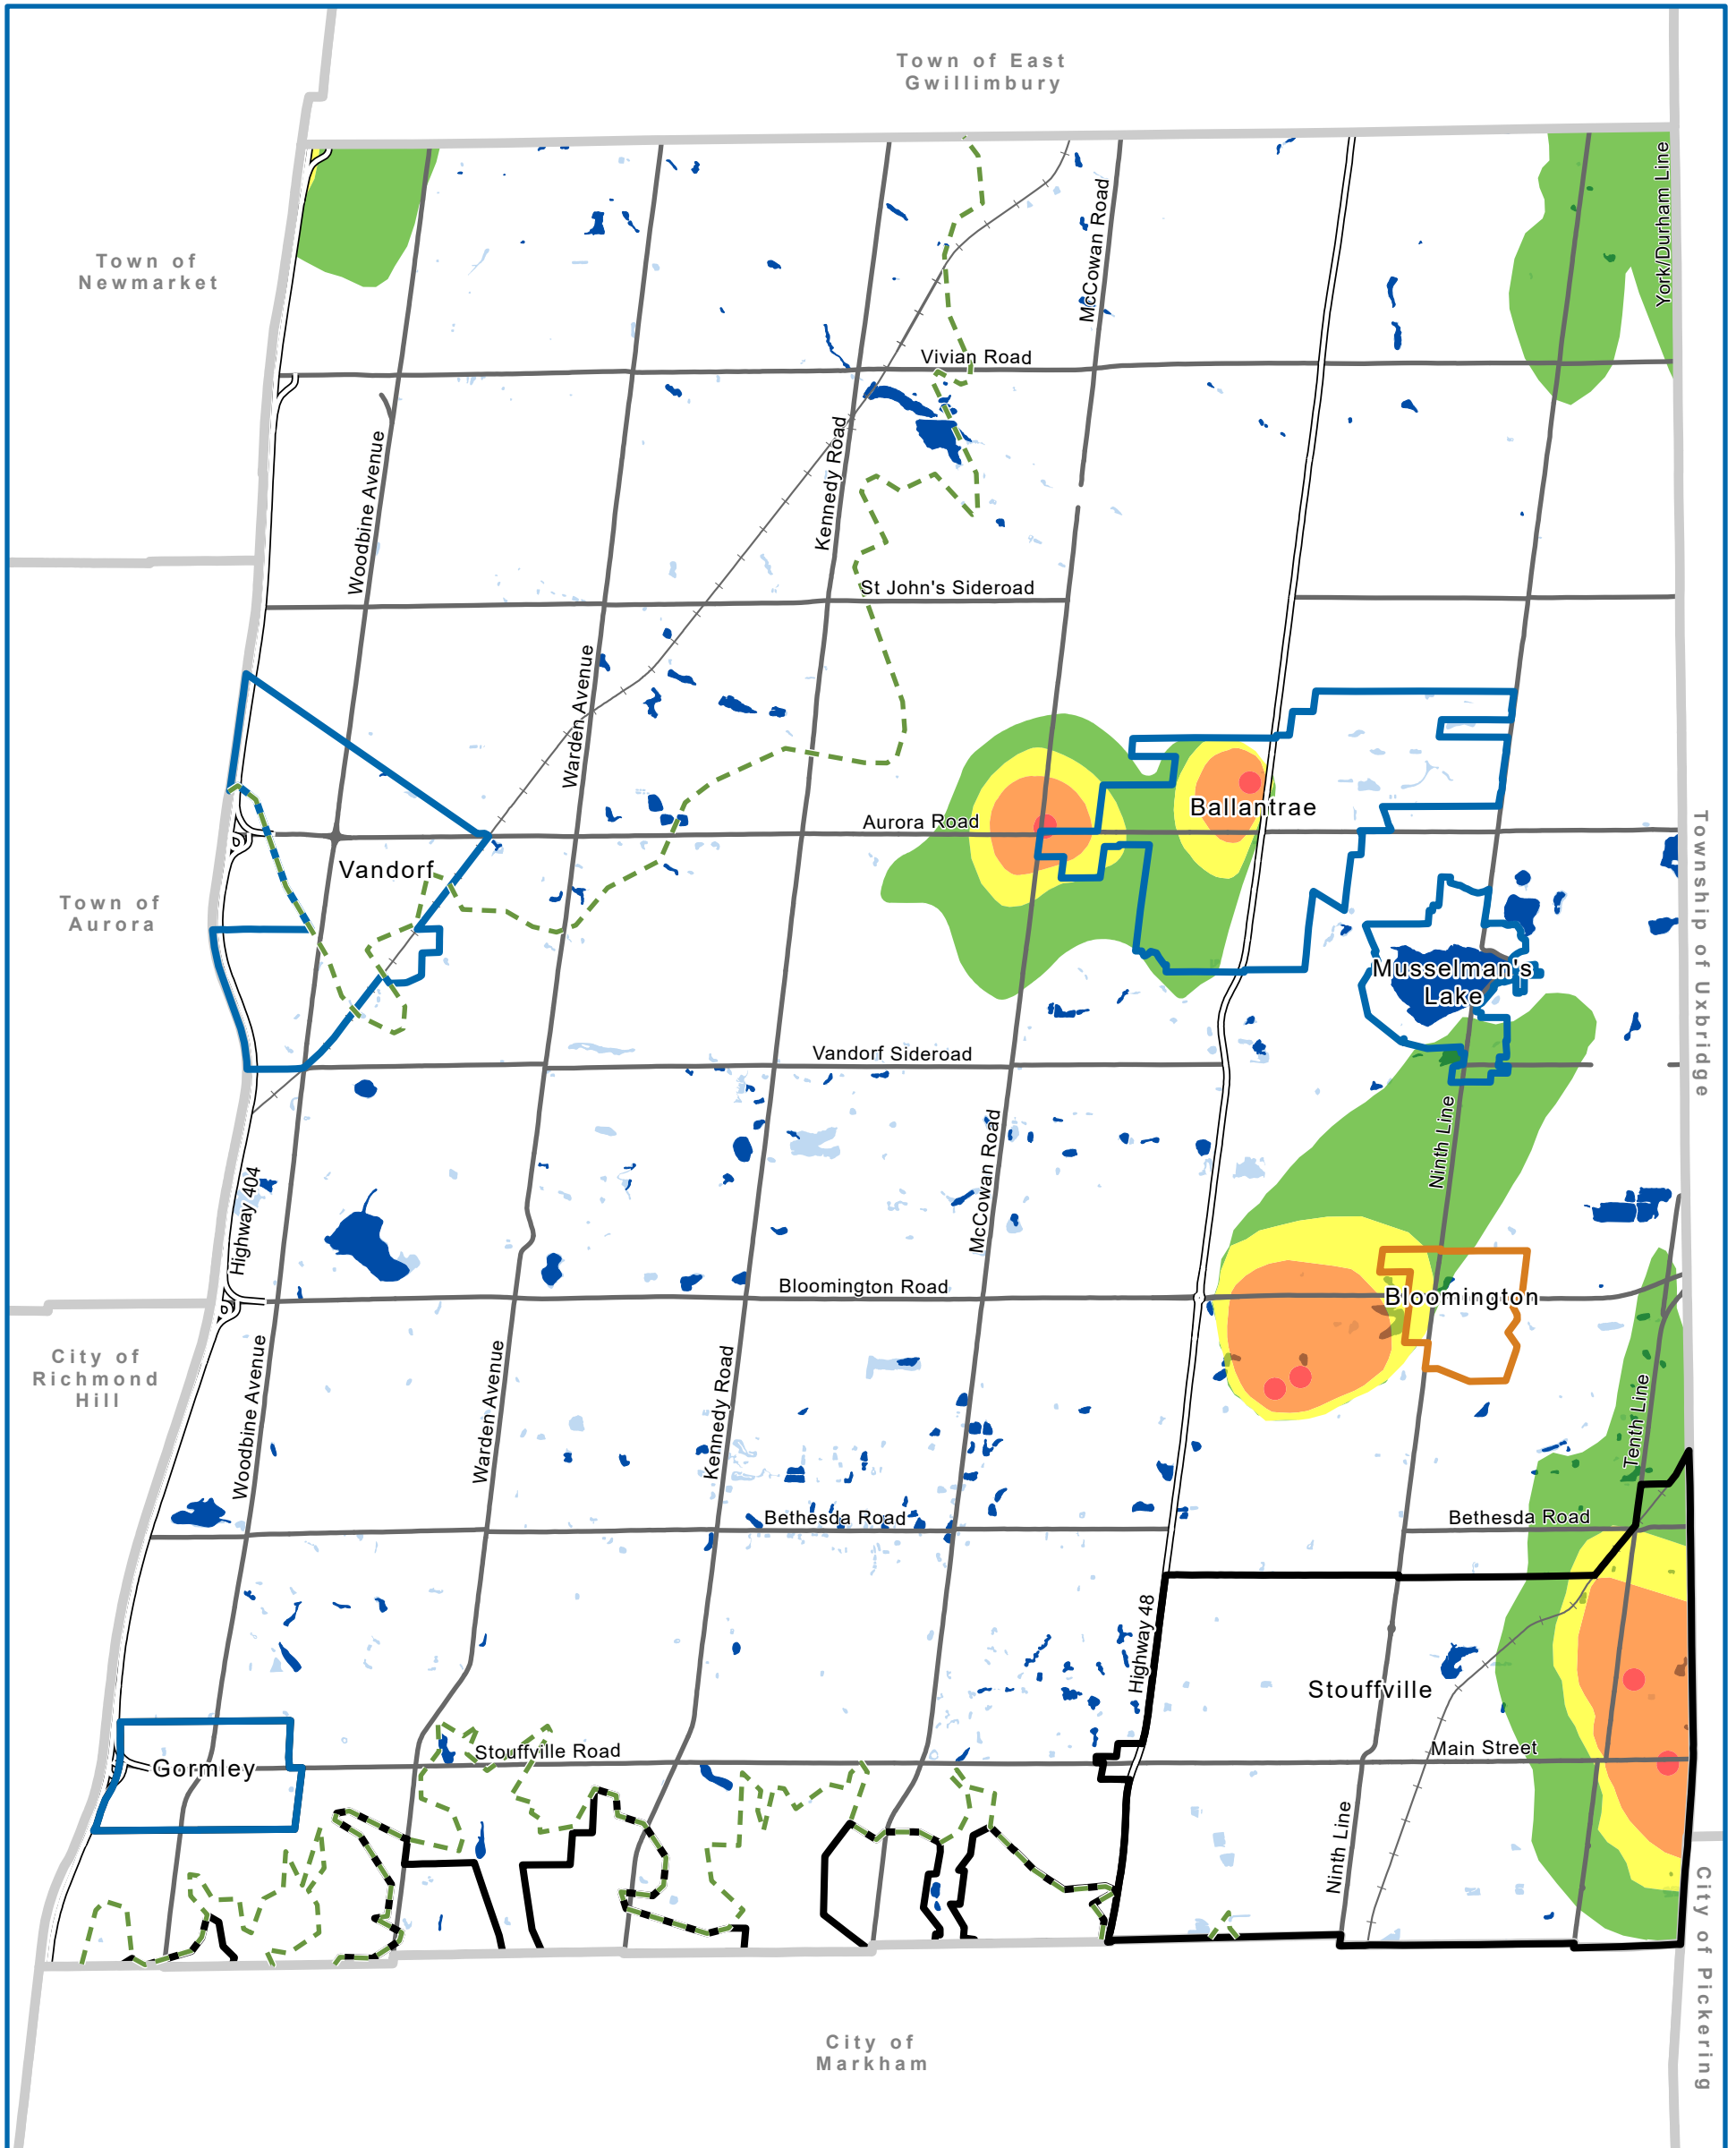 Town of East
Gwillimbury
York/Durham Line
McCowan Road
Town of
Newmarket
Vivian Road
Woodbine Avenue
Kennedy Road
St John's Sideroad
Warden Avenue
Ballantrae
Aurora Road
Vandorf
Town of
Aurora
Township of Uxbridge
Musselman's
Lake
Vandorf Sideroad
Ninth Line
McCowan Road
Highway 404
Bloomington Road
Bloomington
City of
Richmond
Hill
Woodbine Avenue
Warden Avenue
Kennedy Road
Tenth Line
Bethesda Road
Bethesda Road
Highway 48
Stouffville
Main Street
Stouffville Road
Gormley
Ninth Line
City of Pickering
City of
Markham